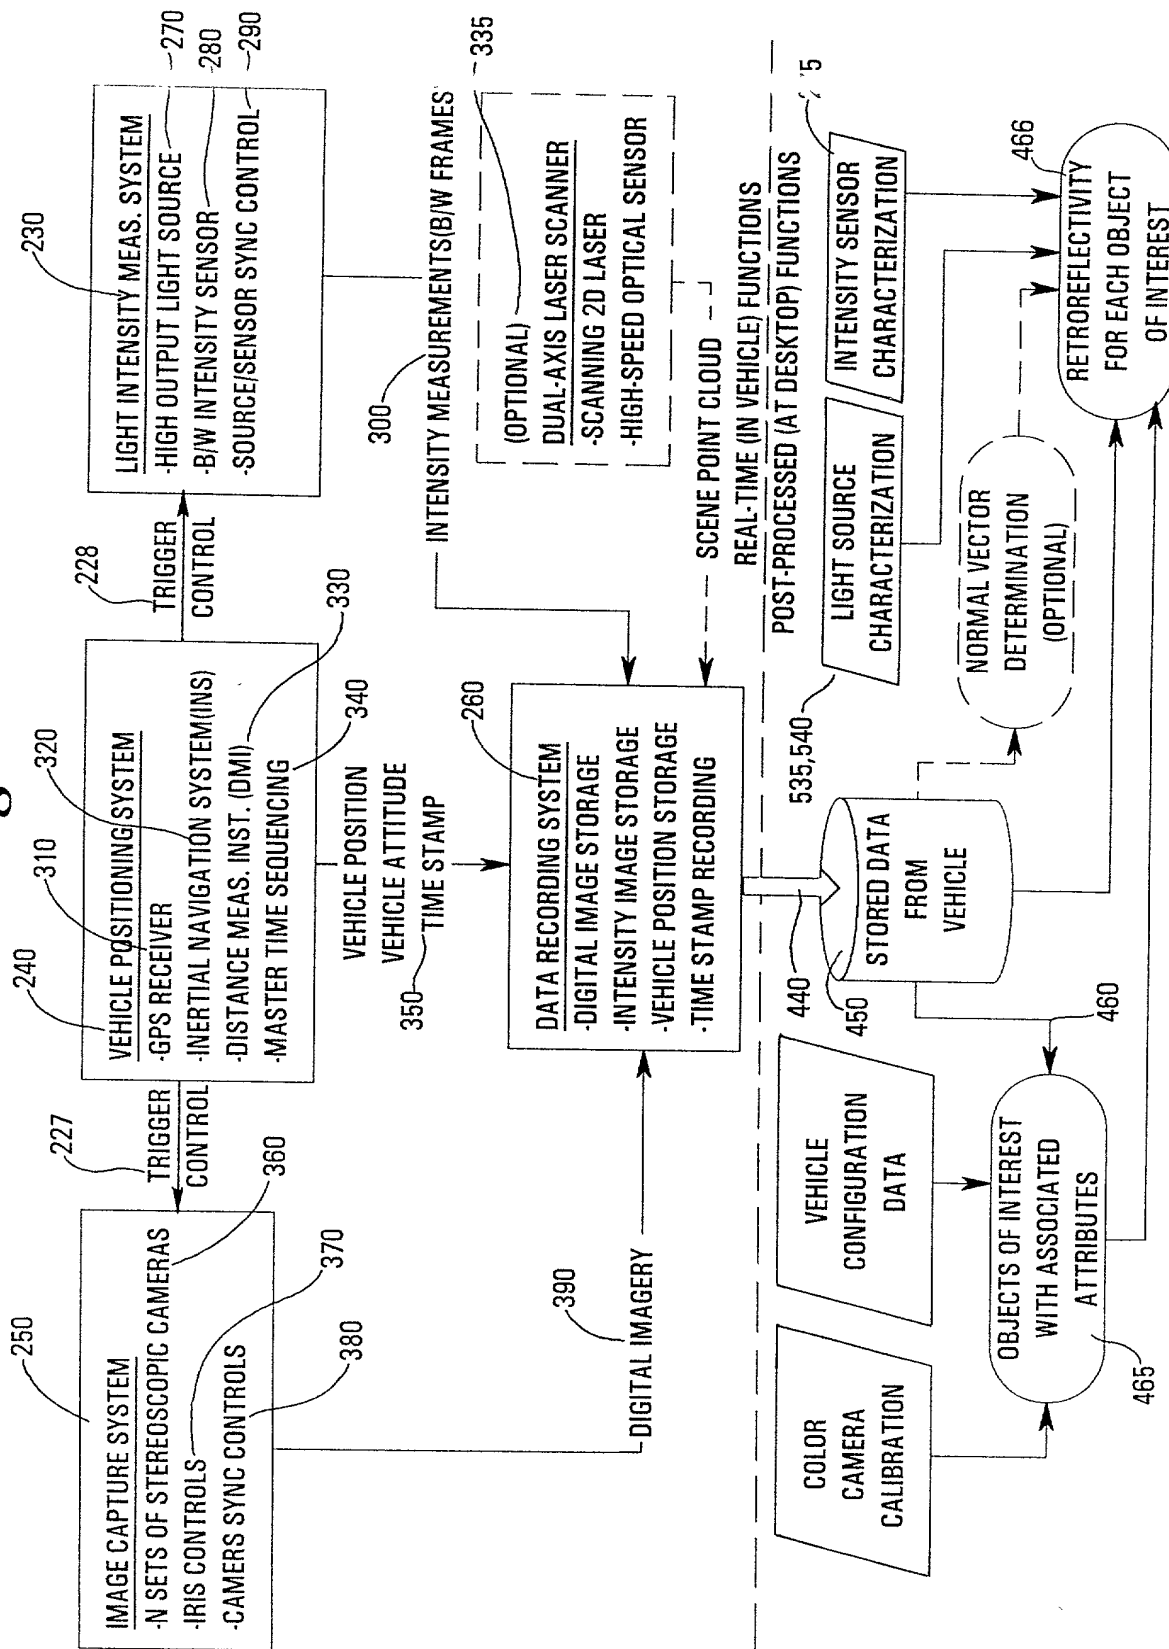 250
IMAGE CAPTURE SYSTEM
-N SETS OF STEREOSCOPIC CAMERAS
-IRIS CONTROLS
-CAMERS SYNC CONTROLS
360
370
380
227
TRIGGER
CONTROL
240
310
320
VEHICLE POSITIONING SYSTEM
-GPS RECEIVER
-INERTIAL NAVIGATION SYSTEM(INS)
-DISTANCE MEAS. INST. (DMI)
-MASTER TIME SEQUENCING
330
340
228
TRIGGER
CONTROL
230
LIGHT INTENSITY MEAS. SYSTEM
-HIGH OUTPUT LIGHT SOURCE
-B/W INTENSITY SENSOR
-SOURCE/SENSOR SYNC CONTROL
270
280
290
VEHICLE POSITION
VEHICLE ATTITUDE
350
TIME STAMP
300
INTENSITY MEASUREMENTS(B/W FRAMES
335
(OPTIONAL)
DUAL-AXIS LASER SCANNER
-SCANNING 2D LASER
-HIGH-SPEED OPTICAL SENSOR
390
DIGITAL IMAGERY
260
DATA RECORDING SYSTEM
-DIGITAL IMAGE STORAGE
-INTENSITY IMAGE STORAGE
-VEHICLE POSITION STORAGE
-TIME STAMP RECORDING
SCENE POINT CLOUD
REAL-TIME (IN VEHICLE) FUNCTIONS
POST-PROCESSED (AT DESKTOP) FUNCTIONS
COLOR
CAMERA
CALIBRATION
VEHICLE
CONFIGURATION
DATA
440
450
STORED DATA
FROM
VEHICLE
460
535,540
LIGHT SOURCE
CHARACTERIZATION
INTENSITY SENSOR
CHARACTERIZATION
NORMAL VECTOR
DETERMINATION
(OPTIONAL)
OBJECTS OF INTEREST
WITH ASSOCIATED
ATTRIBUTES
465
466
RETROREFLECTIVITY
FOR EACH OBJECT
OF INTEREST